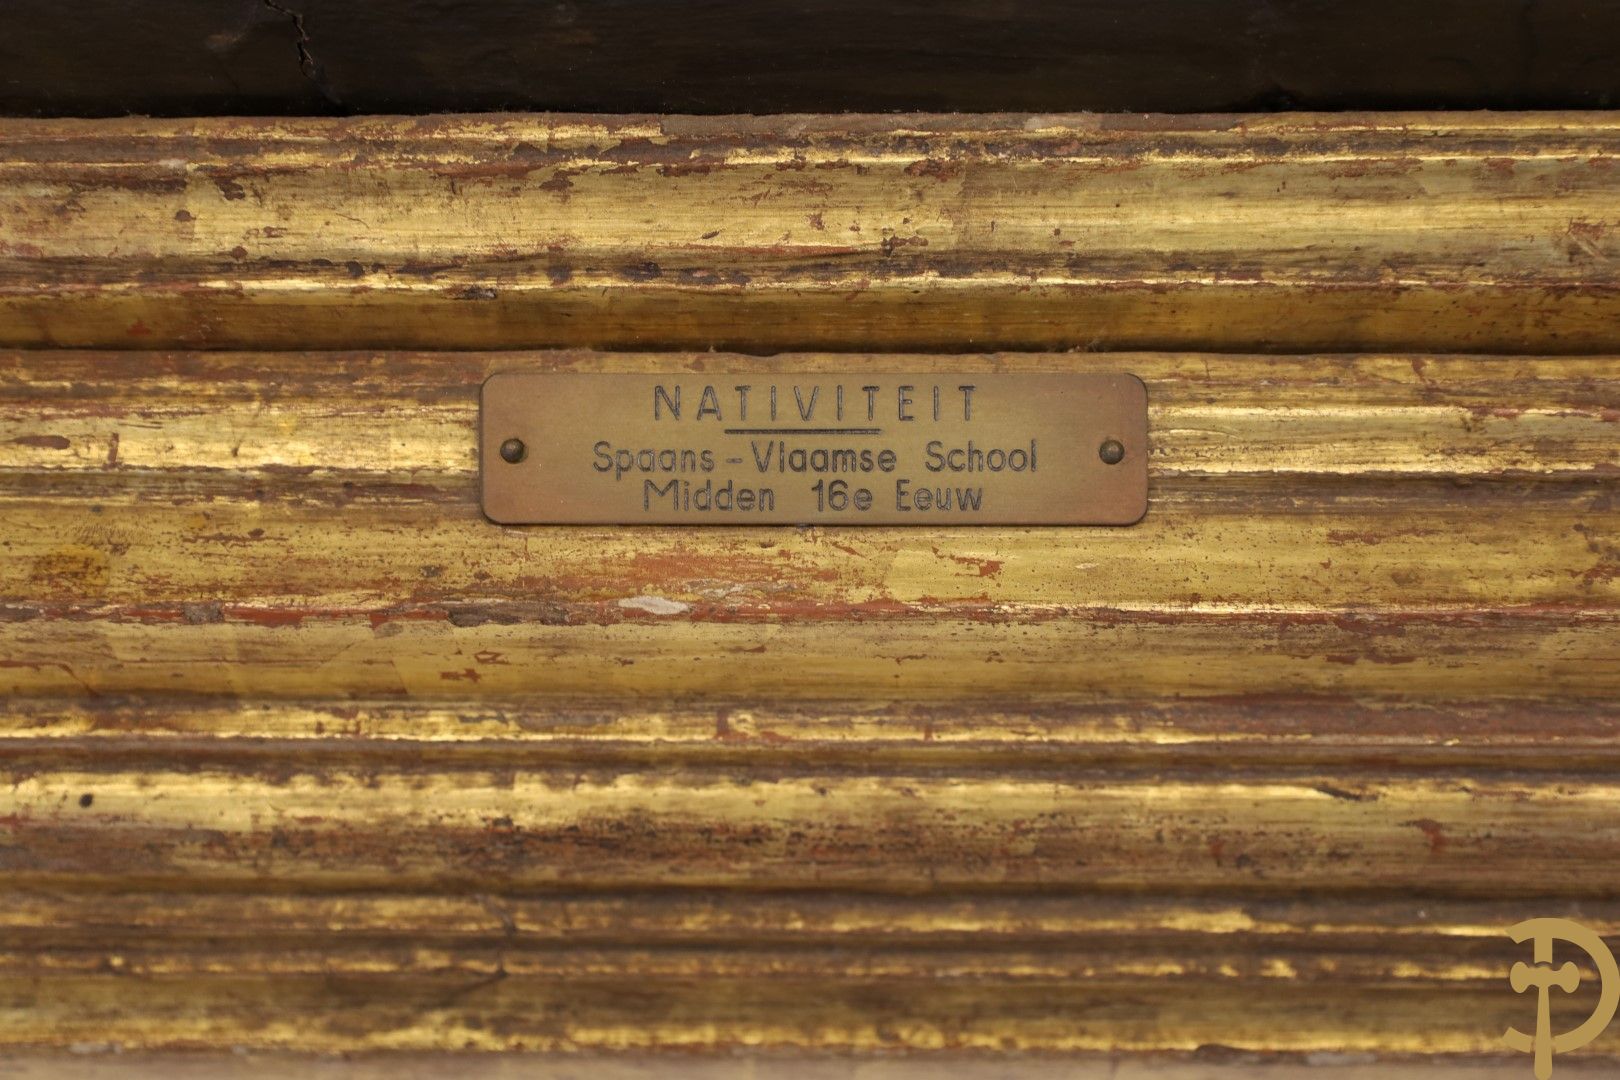 NATIVITEIT
Spaans-Vlaamse School
Midden 16e Eeuw